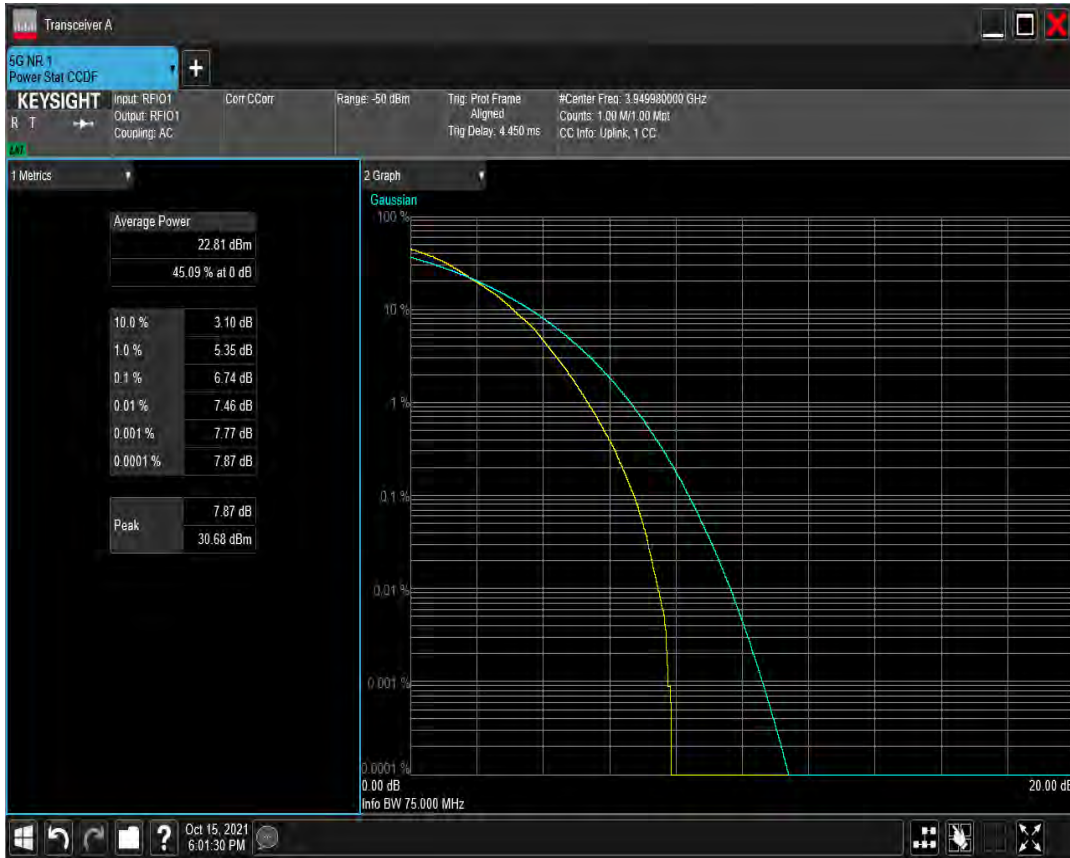 Transceiver A
5G NR 1
Power Stat CCDF
+
KEYSIGHT
R T
LXI
Input: RFIO1
Output: RFIO1
Coupling: AC
Corr CCorr
Range: -50 dBm
Trig: Prot Frame
Aligned
Trig Delay: 4.450 ms
#Center Freq: 3.949980000 GHz
Counts: 1.00 M/1.00 Mpt
CC Info: Uplink, 1 CC
1 Metrics
Average Power
22.81 dBm
45.09 % at 0 dB
10.0 % 3.10 dB
1.0 % 5.35 dB
0.1 % 6.74 dB
0.01 % 7.46 dB
0.001 % 7.77 dB
0.0001 % 7.87 dB
Peak
7.87 dB
30.68 dBm
2 Graph
Gaussian
100 %
10 %
1 %
0.1 %
0.01 %
0.001 %
0.0001 %
0.00 dB
20.00 dB
Info BW 75.000 MHz
?
Oct 15, 2021
6:01:30 PM